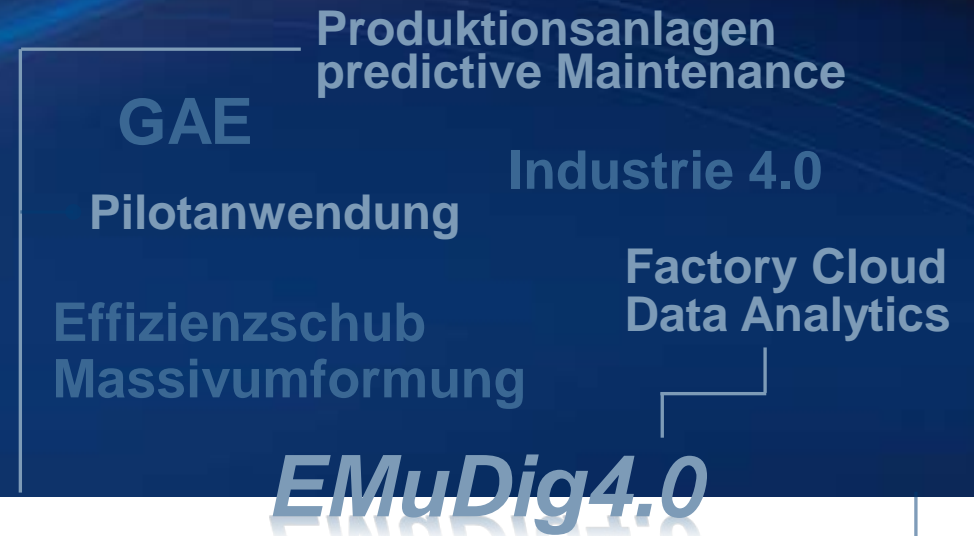 Produktionsanlagen
predictive Maintenance
GAE
Industrie 4.0
Pilotanwendung
Factory Cloud
Data Analytics
Effizienzschub
Massivumformung
EMuDig4.0